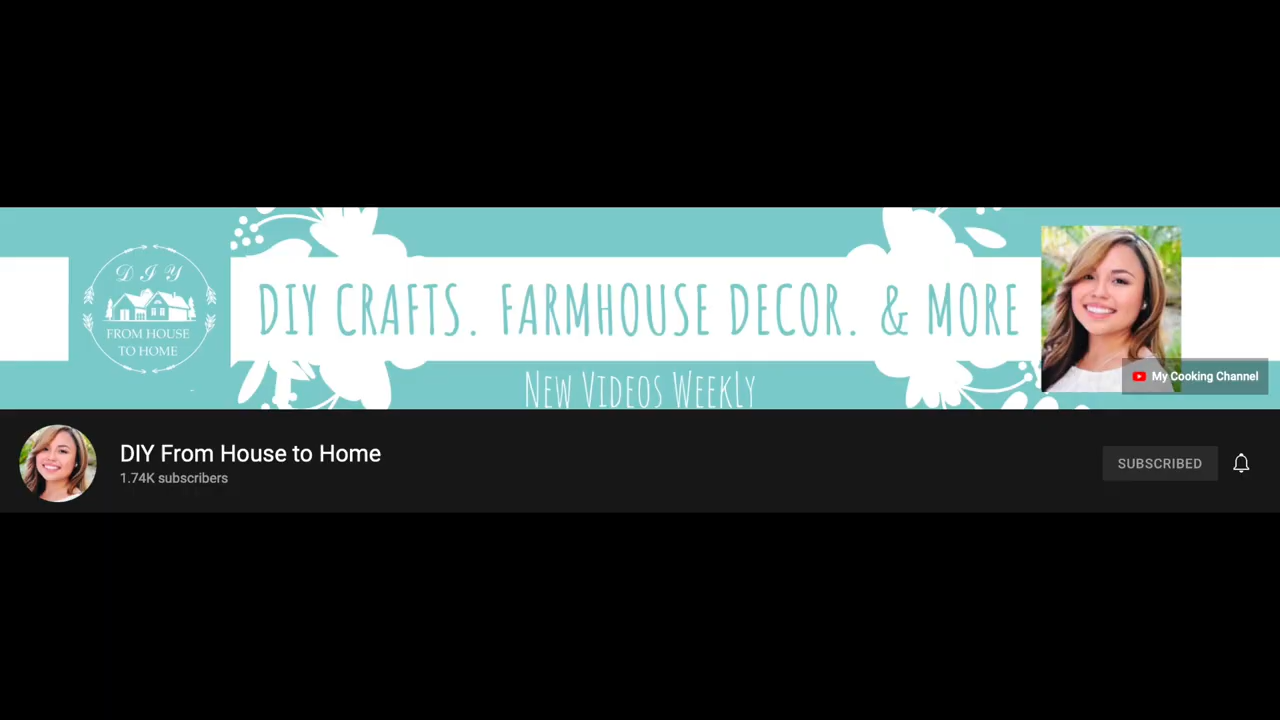 DIY
FROM HOUSE
TO HOME
DIY CRAFTS. FARMHOUSE DECOR. & MORE
NEW VIDEOS WEEKLY
My Cooking Channel
DIY From House to Home
1.74K subscribers
SUBSCRIBED